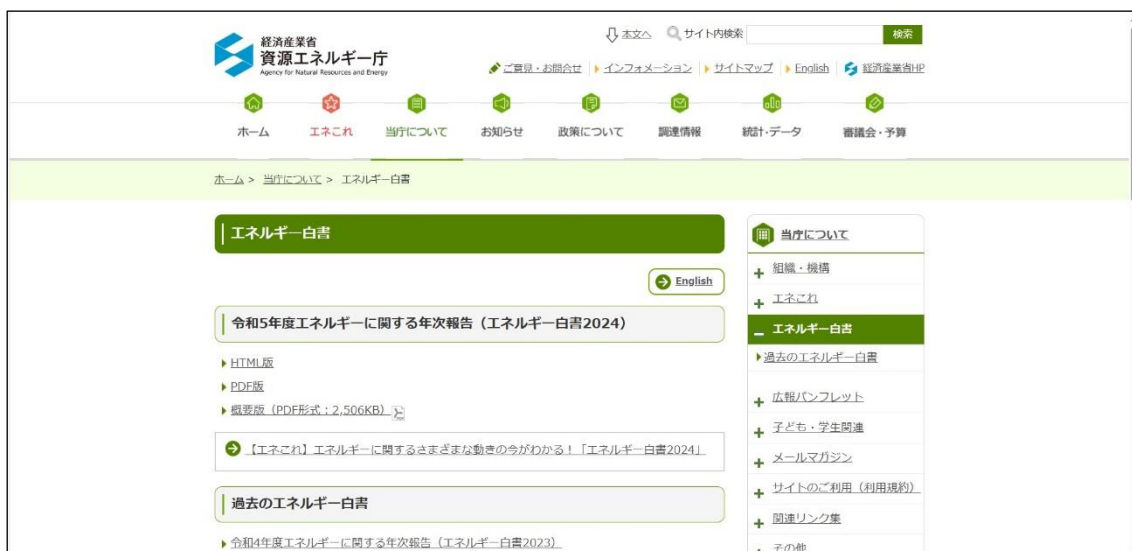 経済産業省
資源エネルギー庁
Agency for Natural Resources and Energy
本文へ サイト内検索 検索
ご意見・お問合せ インフォメーション サイトマップ English 経済産業省HP
ホーム エネこれ 当庁について お知らせ 政策について 調達情報 統計・データ 審議会・予算
ホーム > 当庁について > エネルギー白書
エネルギー白書
English
令和5年度エネルギーに関する年次報告（エネルギー白書2024）
HTML版
PDF版
概要版（PDF形式：2,506KB）
【エネこれ】エネルギーに関するさまざまな動きの今がわかる！「エネルギー白書2024」
過去のエネルギー白書
令和4年度エネルギーに関する年次報告（エネルギー白書2023）
当庁について
組織・機構
エネこれ
エネルギー白書
過去のエネルギー白書
広報パンフレット
子ども・学生関連
メールマガジン
サイトのご利用（利用規約）
関連リンク集
その他